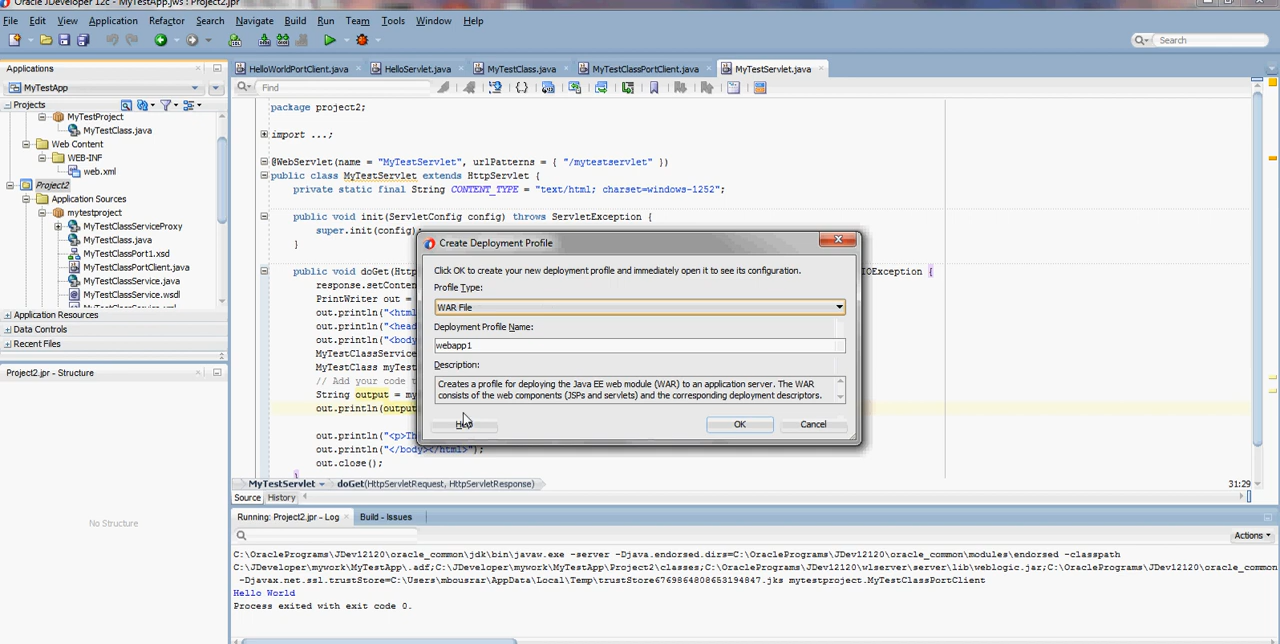 Oracle JDeveloper 12c - MyTestApp.jws : Project2.jpr
File Edit View Application Refactor Search Navigate Build Run Team Tools Window Help
Search
Applications
MyTestApp
Projects
MyTestProject
MyTestClass.java
Web Content
WEB-INF
web.xml
Project2
Application Sources
mytestproject
MyTestClassServiceProxy
MyTestClass.java
MyTestClassPort1.xsd
MyTestClassPortClient.java
MyTestClassService.java
MyTestClassService.wsdl
Application Resources
Data Controls
Recent Files
Project2.jpr - Structure
No Structure
HelloWorldPortClient.java HelloServlet.java MyTestClass.java MyTestClassPortClient.java MyTestServlet.java
Find
package project2;
import ...;
@WebServlet(name = "MyTestServlet", urlPatterns = { "/mytestservlet" })
public class MyTestServlet extends HttpServlet {
private static final String CONTENT_TYPE = "text/html; charset=windows-1252";
public void init(ServletConfig config) throws ServletException {
super.init(config)
}
public void doGet(Htt IOException {
response.setConten
PrintWriter out =
out.println("<html
out.println("<head
out.println("<body
MyTestClassService
MyTestClass myTest
// Add your code t
String output = my
out.println(output
out.println("<p>Th
out.println("</body></html>");
out.close();
}
Create Deployment Profile
Click OK to create your new deployment profile and immediately open it to see its configuration.
Profile Type:
WAR File
Deployment Profile Name:
webapp1
Description:
Creates a profile for deploying the Java EE web module (WAR) to an application server. The WAR
consists of the web components (JSPs and servlets) and the corresponding deployment descriptors.
Help OK Cancel
MyTestServlet doGet(HttpServletRequest, HttpServletResponse)
31:29
Source History
Running: Project2.jpr - Log Build - Issues
Actions
C:\OraclePrograms\JDev12120\oracle_common\jdk\bin\javaw.exe -server -Djava.endorsed.dirs=C:\OraclePrograms\JDev12120\oracle_common\modules\endorsed -classpath
C:\JDeveloper\mywork\MyTestApp\.adf;C:\JDeveloper\mywork\MyTestApp\Project2\classes;C:\OraclePrograms\JDev12120\wlserver\server\lib\weblogic.jar;C:\OraclePrograms\JDev12120\oracle_common
-Djavax.net.ssl.trustStore=C:\Users\mbousrar\AppData\Local\Temp\trustStore6769864808653194847.jks mytestproject.MyTestClassPortClient
Hello World
Process exited with exit code 0.